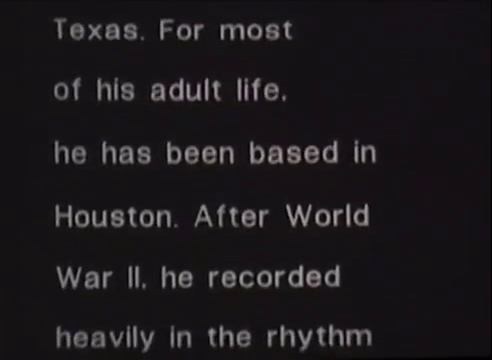 Texas. For most
of his adult life,
he has been based in
Houston. After World
War II, he recorded
heavily in the rhythm